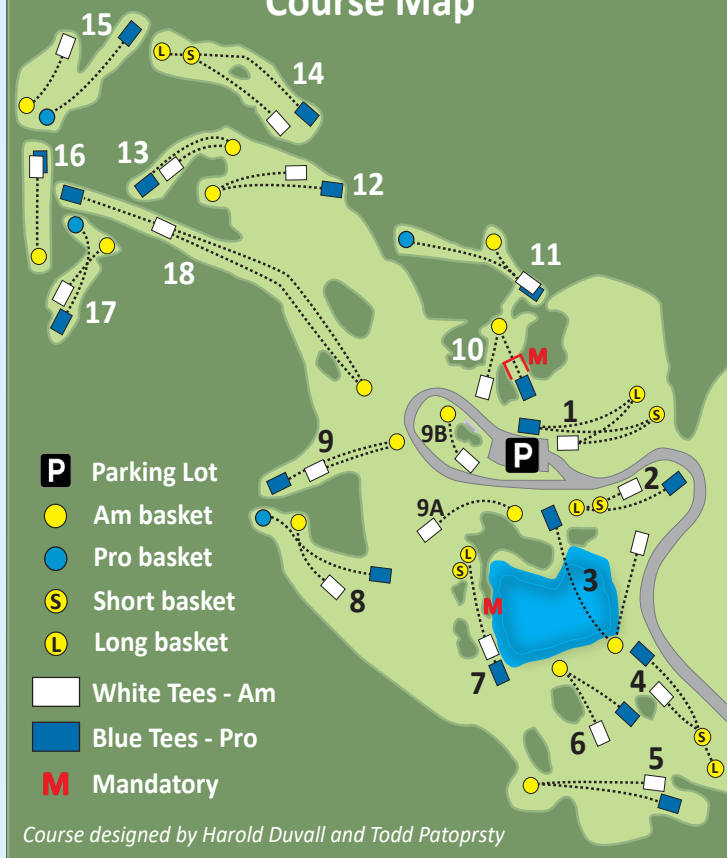 Course Map
15
L
S
14
16
13
12
18
17
11
10
M
L
1
S
9B
P
9
2
9A
L
S
L
S
3
M
8
7
4
6
S
L
5
P Parking Lot
Am basket
Pro basket
S Short basket
L Long basket
White Tees - Am
Blue Tees - Pro
M Mandatory
Course designed by Harold Duvall and Todd Patoprsty